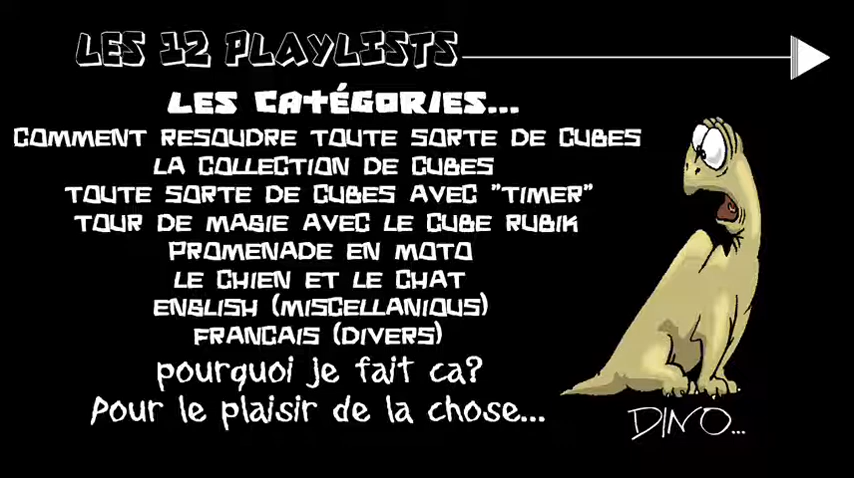 LES 12 PLAYLISTS
LES CATÉGORIES...
COMMENT RESOUDRE TOUTE SORTE DE CUBES
LA COLLECTION DE CUBES
TOUTE SORTE DE CUBES AVEC "TIMER"
TOUR DE MAGIE AVEC LE CUBE RUBIK
PROMENADE EN MOTO
LE CHIEN ET LE CHAT
ENGLISH (MISCELLANIOUS)
FRANCAIS (DIVERS)
pourquoi je fait ca?
Pour le plaisir de la chose...
DINO...